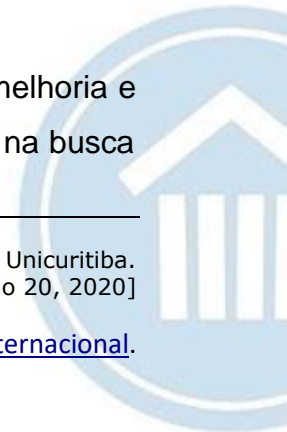 melhoria e
na busca
Unicuritiba.
20, 2020]
ternacional.